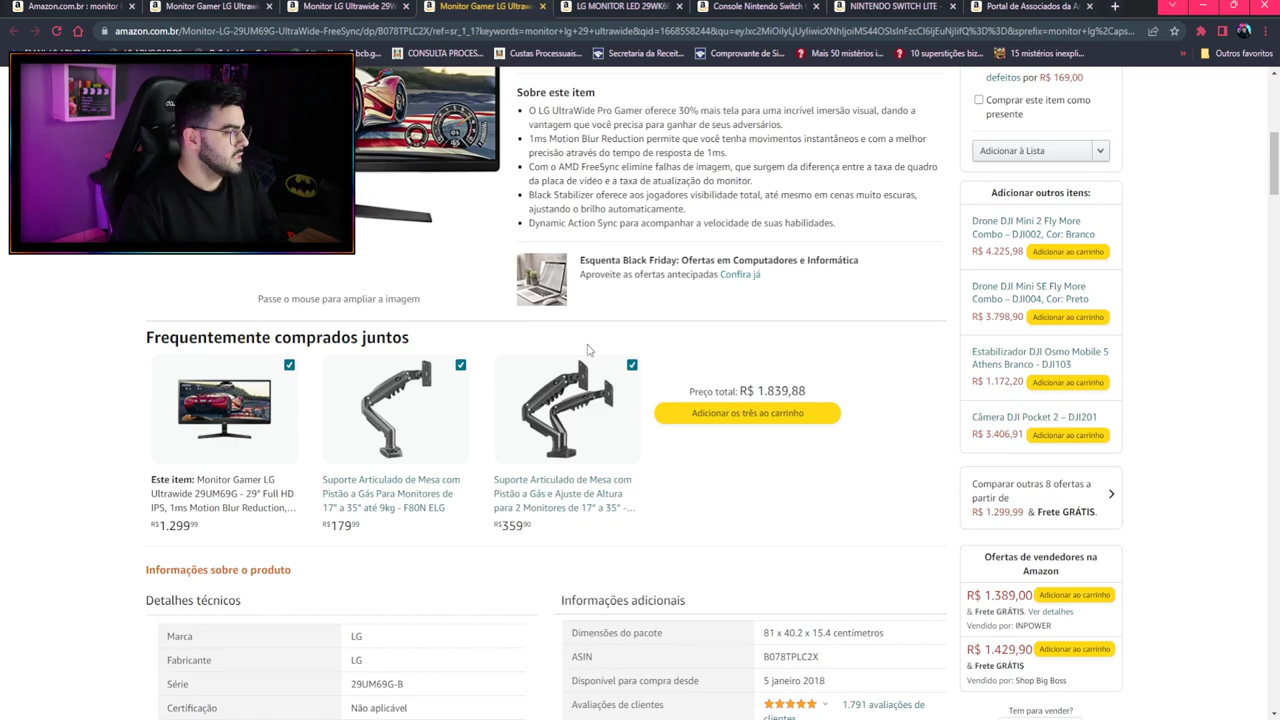 Amazon.com.br:
Monitor Gamer LG Ultrawi
Monitor LG Ultrawide 29V
Monitor Gamer LG Ultrawi
LG MONITOR LED 29WK60
Console Nintendo Switch
NINTENDO SWITCH
Portal de Associados da A
amazon.com.br/Monitor-LG-29UM69G-UltraWide-FreeSync/dp/B078TPLC2X/ref=sr_1_1?keywords=monitor+lg+29+ultrawide&qid=1668558244&
CONSULTA PROCES...
Custas Processuais...
Secretaria da Receit...
Comprovante de Si...
Mais 50 mistérios i...
10 superstições biz...
15 mistérios inexpli...
Outros favoritos
defeitos por R$ 169,00
Comprar este item como
presente
Adicionar à Lista
Sobre este item
O LG UltraWide Pro Gamer oferece 30% mais tela para uma incrível imersão visual, dando a
vantagem que você precisa para ganhar de seus adversários.
1ms Motion Blur Reduction permite que você tenha movimentos instantâneos e com a melhor
precisão através do tempo de resposta de 1ms.
Com o AMD FreeSync elimine falhas de imagem, que surgem da diferença entre a taxa de quadro
da placa de vídeo e a taxa de atualização do monitor.
Black Stabilizer oferece aos jogadores visibilidade total, até mesmo em cenas muito escuras,
ajustando o brilho automaticamente.
Dynamic Action Sync para acompanhar a velocidade de suas habilidades.
Esquenta Black Friday: Ofertas em Computadores e Informática
Aproveite as ofertas antecipadas Confira já
Passe o mouse para ampliar a imagem
Adicionar outros itens:
Drone DJI Mini 2 Fly More
Combo – DJI002, Cor: Branco
R$ 4.225,98 Adicionar ao carrinho
Drone DJI Mini SE Fly More
Combo – DJI004, Cor: Preto
R$ 3.798,90 Adicionar ao carrinho
Estabilizador DJI Osmo Mobile 5
Athens Branco - DJI103
R$ 1.172,20 Adicionar ao carrinho
Câmera DJI Pocket 2 – DJI201
R$ 3.406,91 Adicionar ao carrinho
Frequentemente comprados juntos
Preço total: R$ 1.839,88
Adicionar os três ao carrinho
Este item: Monitor Gamer LG
Ultrawide 29UM69G - 29" Full HD
IPS, 1ms Motion Blur Reduction,...
R$1.299,99
Suporte Articulado de Mesa com
Pistão a Gás Para Monitores de
17" a 35" até 9kg - F80N ELG
R$179,99
Suporte Articulado de Mesa com
Pistão a Gás e Ajuste de Altura
para 2 Monitores de 17" a 35" -...
R$359,90
Comparar outras 8 ofertas a
partir de
R$ 1.299,99 & Frete GRÁTIS.
Ofertas de vendedores na
Amazon
R$ 1.389,00 Adicionar ao carrinho
& Frete GRÁTIS. Ver detalhes
Vendido por: INPOWER
R$ 1.429,90 Adicionar ao carrinho
& Frete GRÁTIS
Vendido por: Shop Big Boss
Tem para vender?
Informações sobre o produto
Detalhes técnicos
Marca LG
Fabricante LG
Série 29UM69G-B
Certificação Não aplicável
Informações adicionais
Dimensões do pacote 81 x 40.2 x 15.4 centímetros
ASIN B078TPLC2X
Disponível para compra desde 5 janeiro 2018
Avaliações de clientes 1.791 avaliações de
clientes